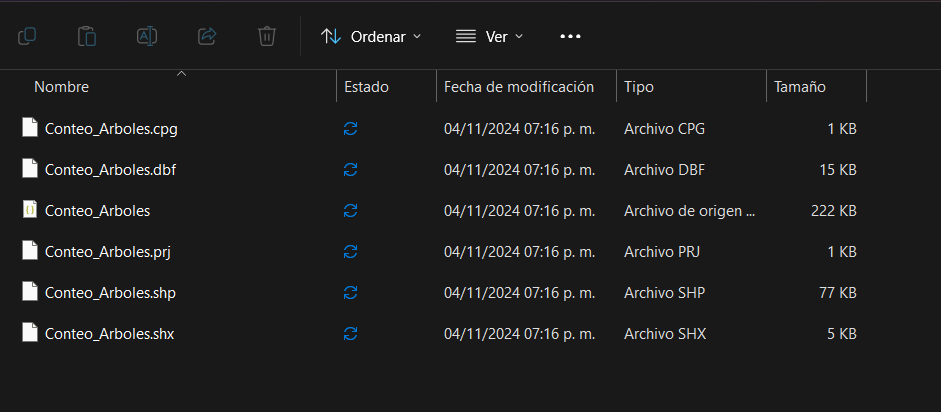 Ordenar Ver
Nombre Estado Fecha de modificación Tipo Tamaño
Conteo_Arboles.cpg 04/11/2024 07:16 p. m. Archivo CPG 1 KB
Conteo_Arboles.dbf 04/11/2024 07:16 p. m. Archivo DBF 15 KB
Conteo_Arboles 04/11/2024 07:16 p. m. Archivo de origen ... 222 KB
Conteo_Arboles.prj 04/11/2024 07:16 p. m. Archivo PRJ 1 KB
Conteo_Arboles.shp 04/11/2024 07:16 p. m. Archivo SHP 77 KB
Conteo_Arboles.shx 04/11/2024 07:16 p. m. Archivo SHX 5 KB